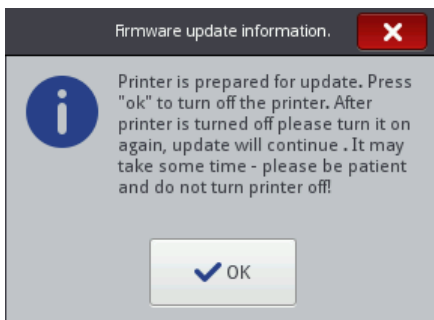 Firmware update information.
Printer is prepared for update. Press
"ok" to turn off the printer. After
printer is turned off please turn it on
again, update will continue . It may
take some time - please be patient
and do not turn printer off!
OK